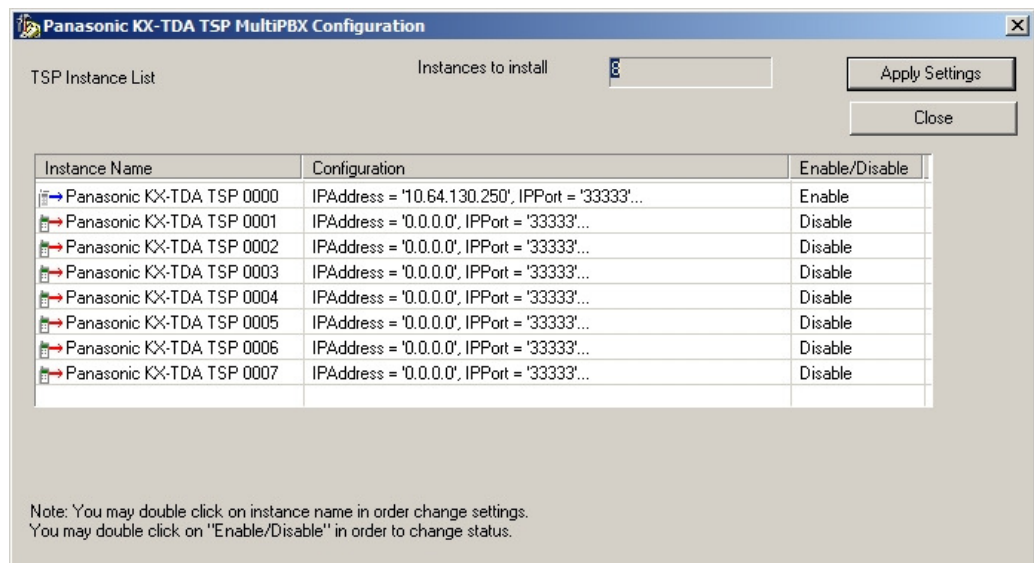 Panasonic KX-TDA TSP MultiPBX Configuration
TSP Instance List
Instances to install 8
Apply Settings
Close
Instance Name Configuration Enable/Disable
Panasonic KX-TDA TSP 0000 IPAddress = '10.64.130.250', IPPort = '33333'... Enable
Panasonic KX-TDA TSP 0001 IPAddress = '0.0.0.0', IPPort = '33333'... Disable
Panasonic KX-TDA TSP 0002 IPAddress = '0.0.0.0', IPPort = '33333'... Disable
Panasonic KX-TDA TSP 0003 IPAddress = '0.0.0.0', IPPort = '33333'... Disable
Panasonic KX-TDA TSP 0004 IPAddress = '0.0.0.0', IPPort = '33333'... Disable
Panasonic KX-TDA TSP 0005 IPAddress = '0.0.0.0', IPPort = '33333'... Disable
Panasonic KX-TDA TSP 0006 IPAddress = '0.0.0.0', IPPort = '33333'... Disable
Panasonic KX-TDA TSP 0007 IPAddress = '0.0.0.0', IPPort = '33333'... Disable
Note: You may double click on instance name in order change settings.
You may double click on "Enable/Disable" in order to change status.